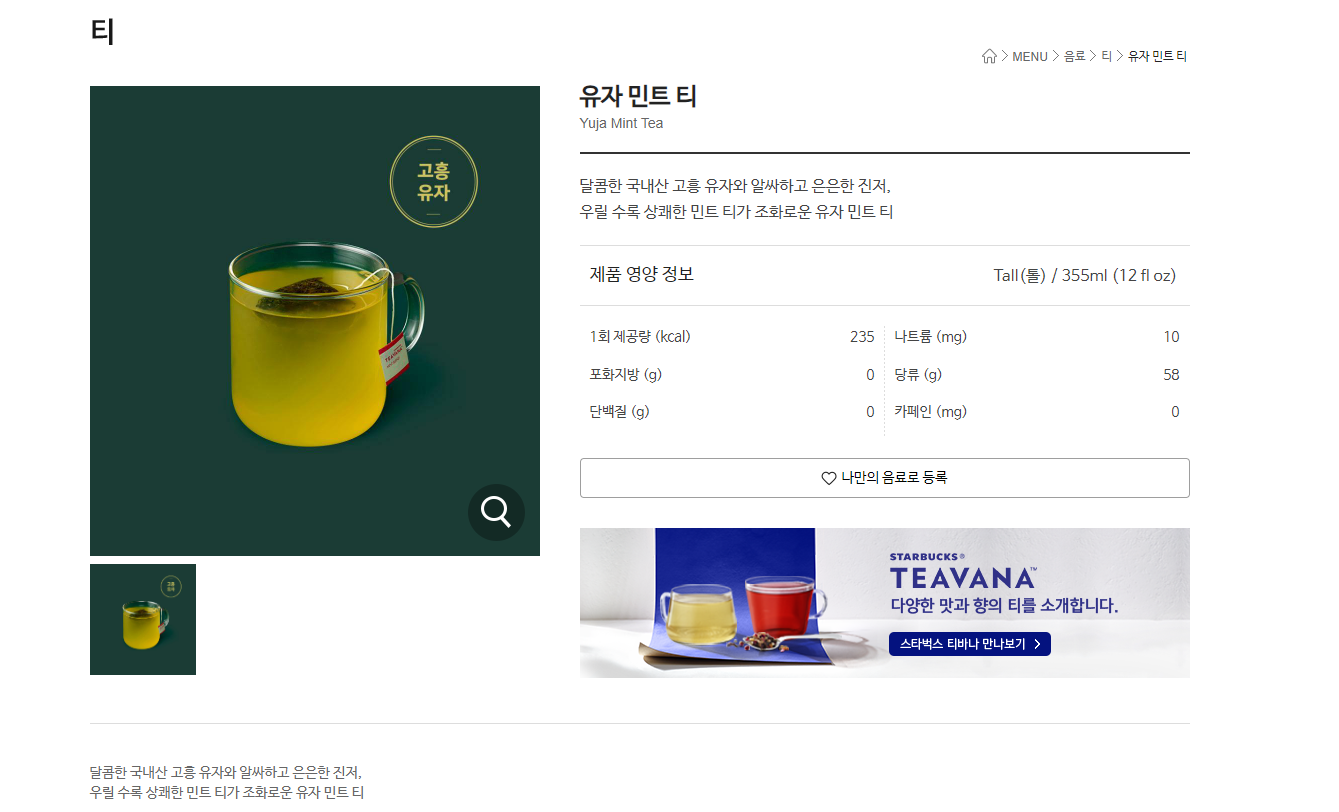 티
MENU 음료 티 유자 민트 티
고흥
유자
TEAVANA
유자 민트 티
Yuja Mint Tea
달콤한 국내산 고흥 유자와 알싸하고 은은한 진저,
우릴 수록 상쾌한 민트 티가 조화로운 유자 민트 티
제품 영양 정보 Tall(톨) / 355ml (12 fl oz)
1회 제공량 (kcal) 235 나트륨 (mg) 10
포화지방 (g) 0 당류 (g) 58
단백질 (g) 0 카페인 (mg) 0
나만의 음료로 등록
STARBUCKS®
TEAVANA™
다양한 맛과 향의 티를 소개합니다.
스타벅스 티바나 만나보기
고흥
유자
달콤한 국내산 고흥 유자와 알싸하고 은은한 진저,
우릴 수록 상쾌한 민트 티가 조화로운 유자 민트 티